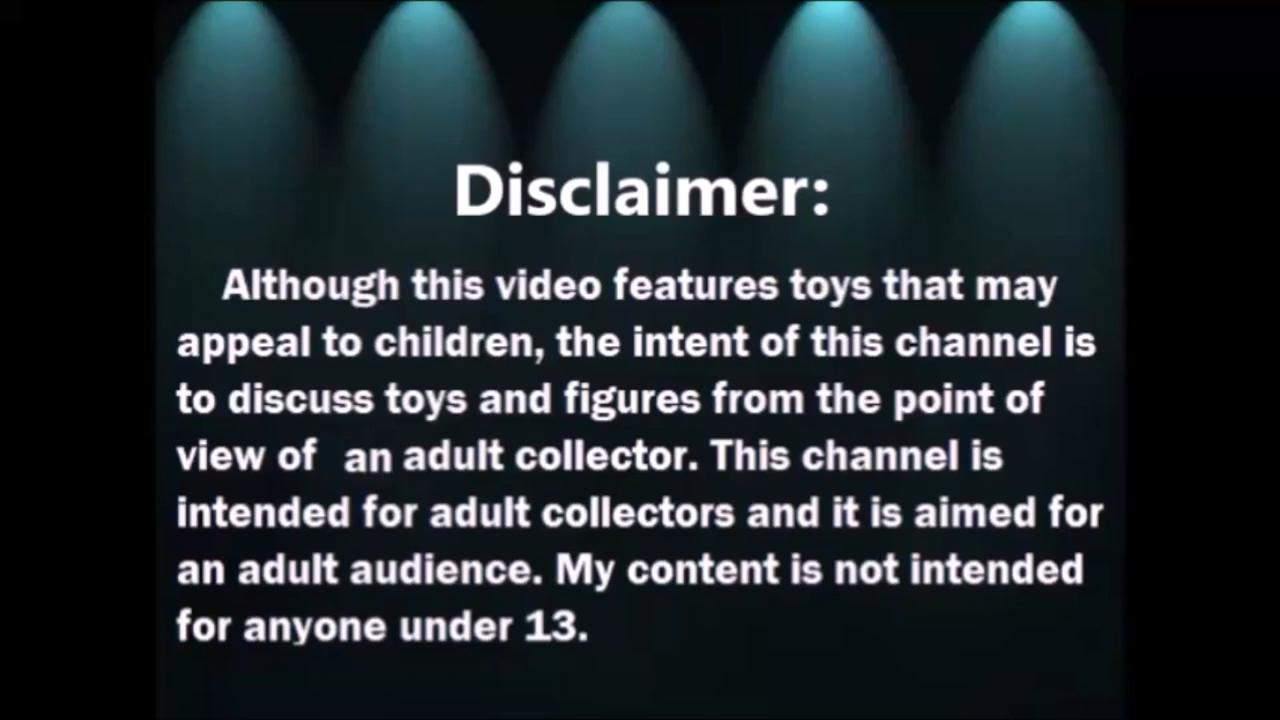 Disclaimer:
Although this video features toys that may
appeal to children, the intent of this channel is
to discuss toys and figures from the point of
view of an adult collector. This channel is
intended for adult collectors and it is aimed for
an adult audience. My content is not intended
for anyone under 13.